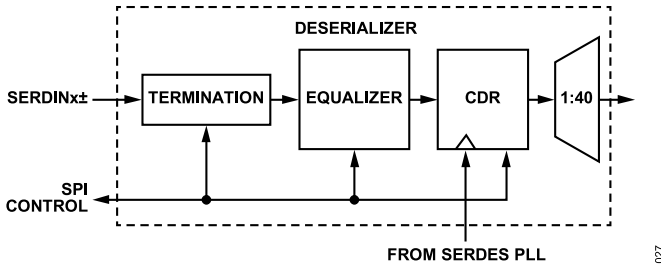 DESERIALIZER
SERDINx±
TERMINATION
EQUALIZER
CDR
1:40
SPI
CONTROL
FROM SERDES PLL
027